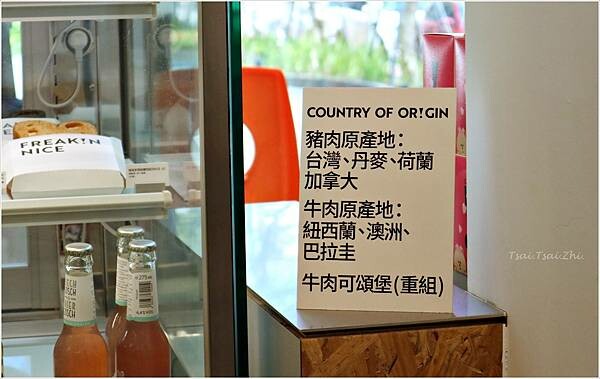 COUNTRY OF OR!GIN
豬肉原產地：
台灣、丹麥、荷蘭
加拿大
牛肉原產地：
紐西蘭、澳洲、
巴拉圭
牛肉可頌堡(重組)
FREAK!N
NICE
Tsai.Tsai.Zhi.